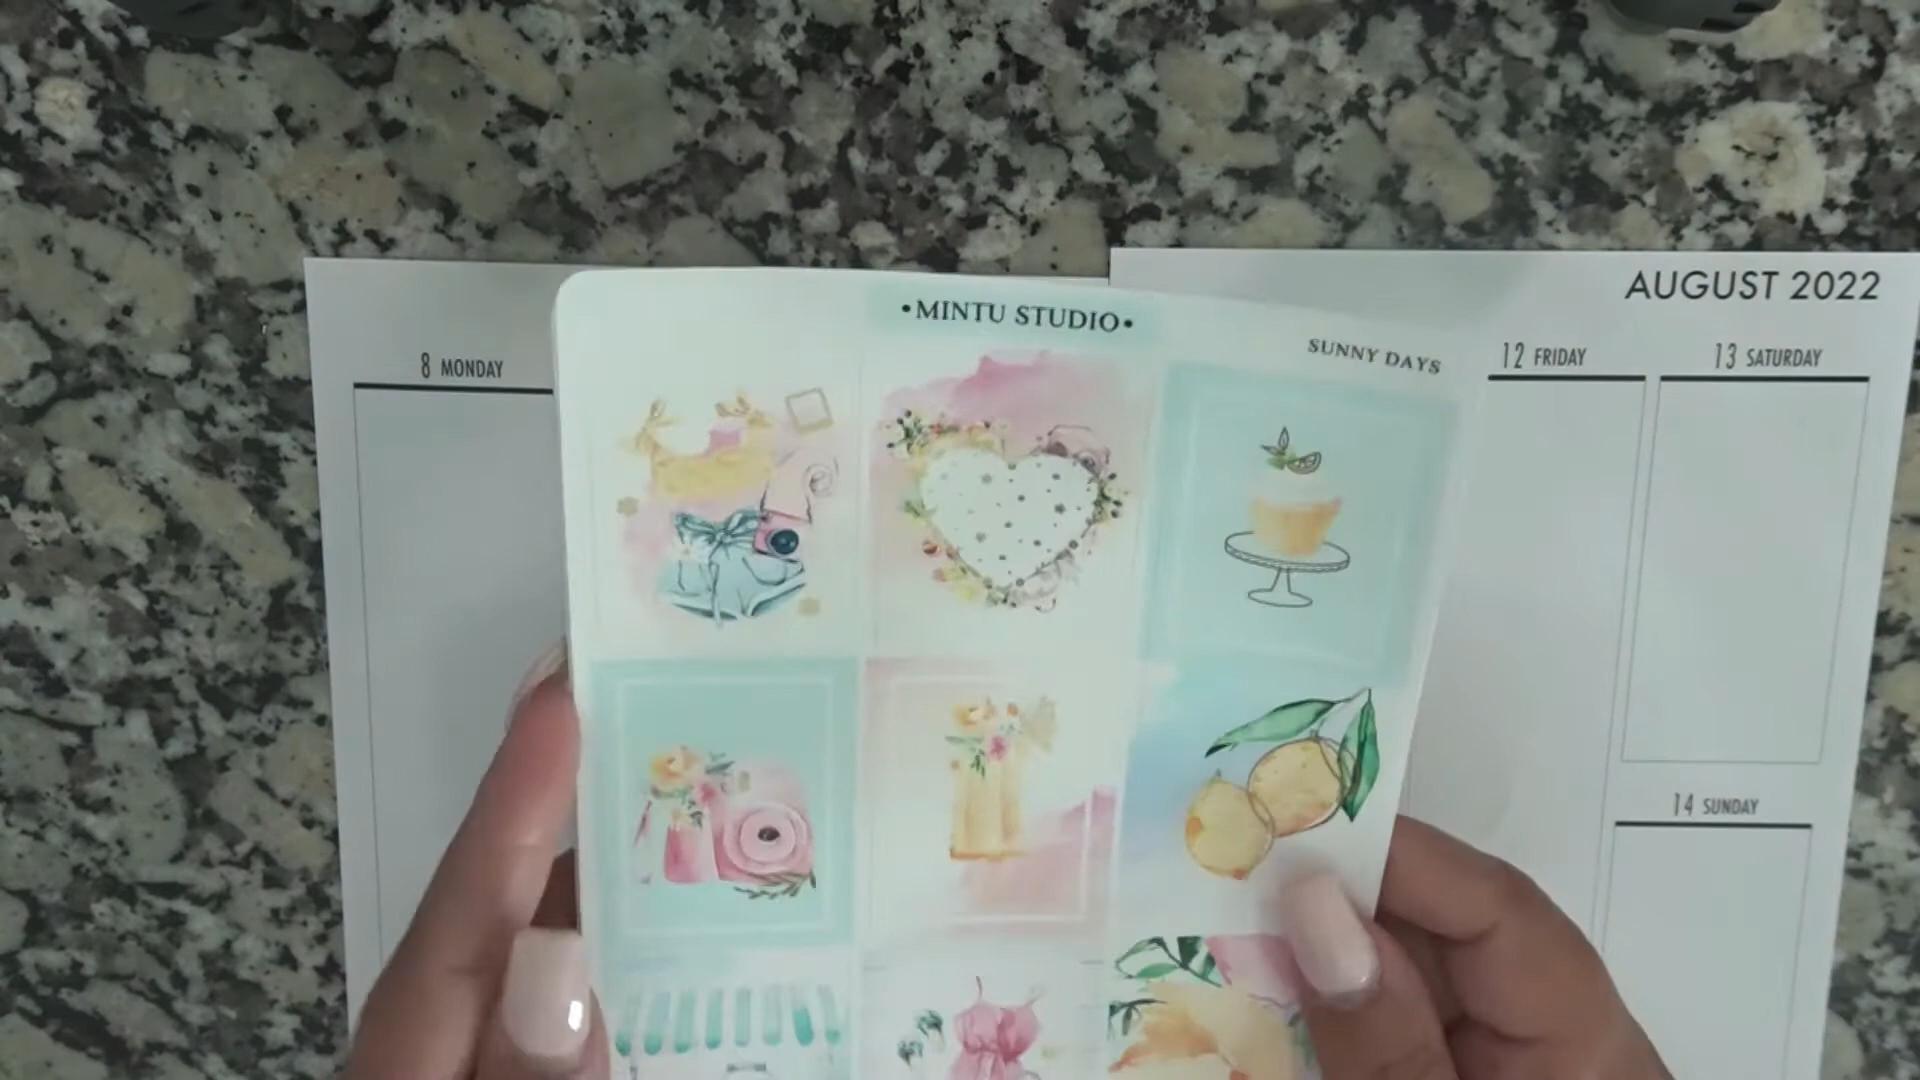 AUGUST 2022
•MINTU STUDIO•
SUNNY DAYS
8 MONDAY
12 FRIDAY
13 SATURDAY
14 SUNDAY